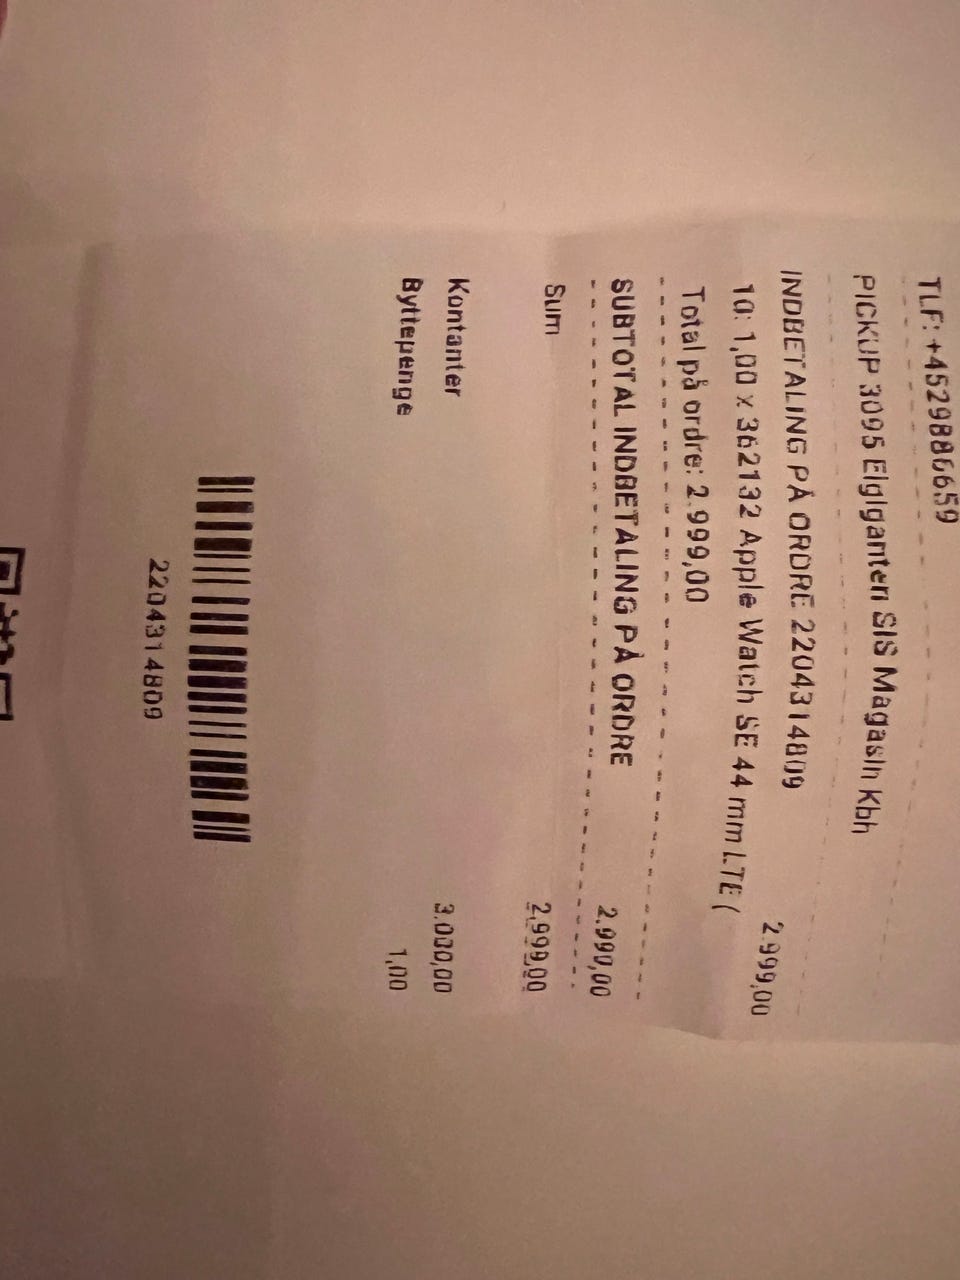 TLF: +4529886659
PICKUP 3095 Elgiganten SIS Magasin Kbh
INDBETALING PÅ ORDRE 2204314809
2.999,00
10: 1,00 x 362132 Apple Watch SE 44 mm LTE (
Total på ordre: 2.999,00
SUBTOTAL INDBETALING PÅ ORDRE 2.999,00
Sum 2.999,00
Kontanter 3.000,00
Byttepenge 1,00
2204314809